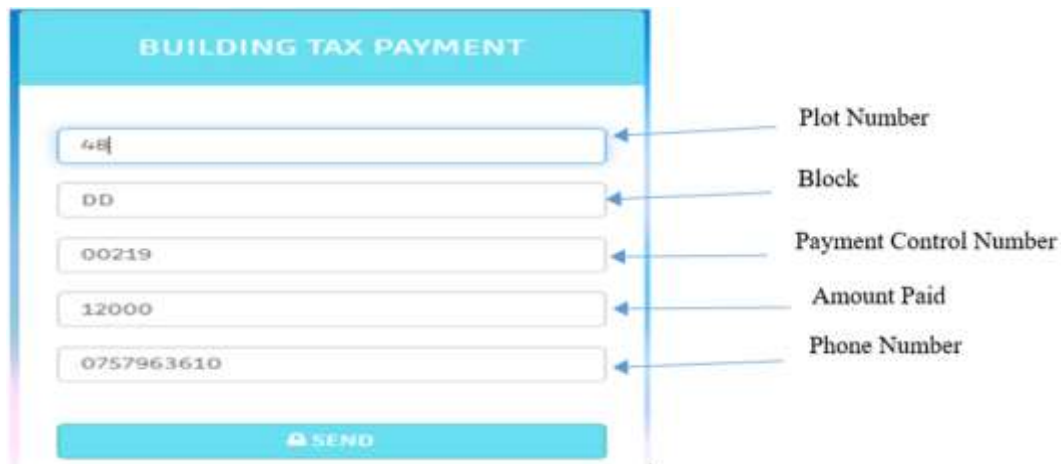 BUILDING TAX PAYMENT
48
Plot Number
DD
Block
00219
Payment Control Number
12000
Amount Paid
0757963610
Phone Number
SEND